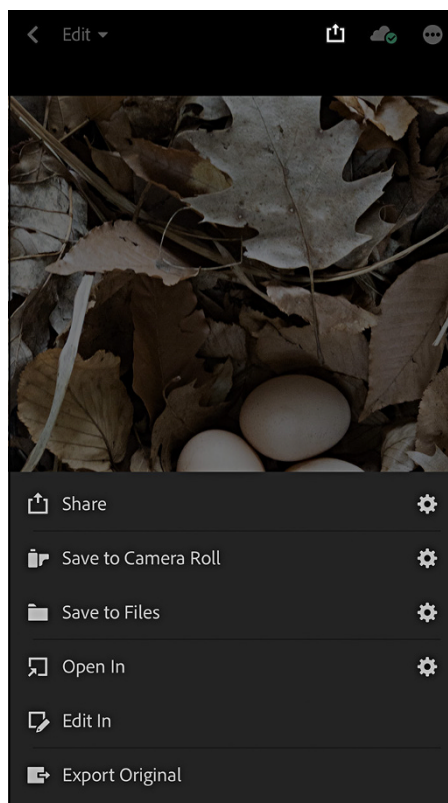 Edit
Share
Save to Camera Roll
Save to Files
Open In
Edit In
Export Original